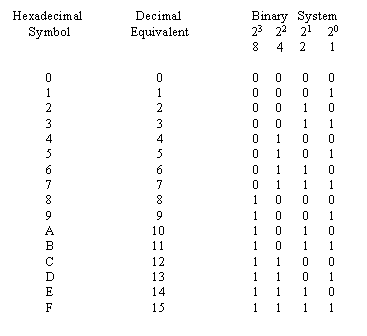 Hexadecimal Decimal Binary System
Symbol Equivalent 2³ 2² 2¹ 2⁰
8 4 2 1
0 0 0 0 0 0
1 1 0 0 0 1
2 2 0 0 1 0
3 3 0 0 1 1
4 4 0 1 0 0
5 5 0 1 0 1
6 6 0 1 1 0
7 7 0 1 1 1
8 8 1 0 0 0
9 9 1 0 0 1
A 10 1 0 1 0
B 11 1 0 1 1
C 12 1 1 0 0
D 13 1 1 0 1
E 14 1 1 1 0
F 15 1 1 1 1